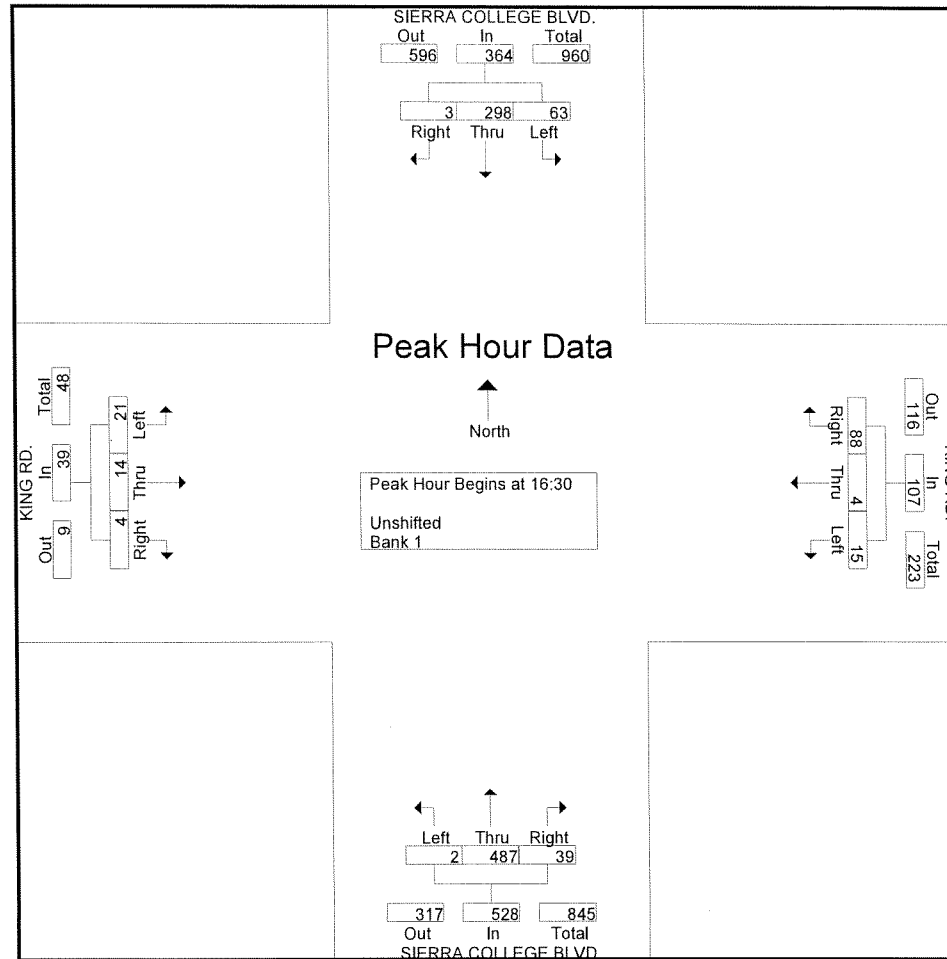 SIERRA COLLEGE BLVD.
Out In Total
596 364 960
3 298 63
Right Thru Left
Peak Hour Data
North
Peak Hour Begins at 16:30
Unshifted
Bank 1
KING RD.
Total In Out
48 39 9
21 14 4
Left Thru Right
Right Thru Left
88 4 15
Out In Total
116 107 223
Left Thru Right
2 487 39
317 528 845
Out In Total
SIERRA COLLEGE BLVD